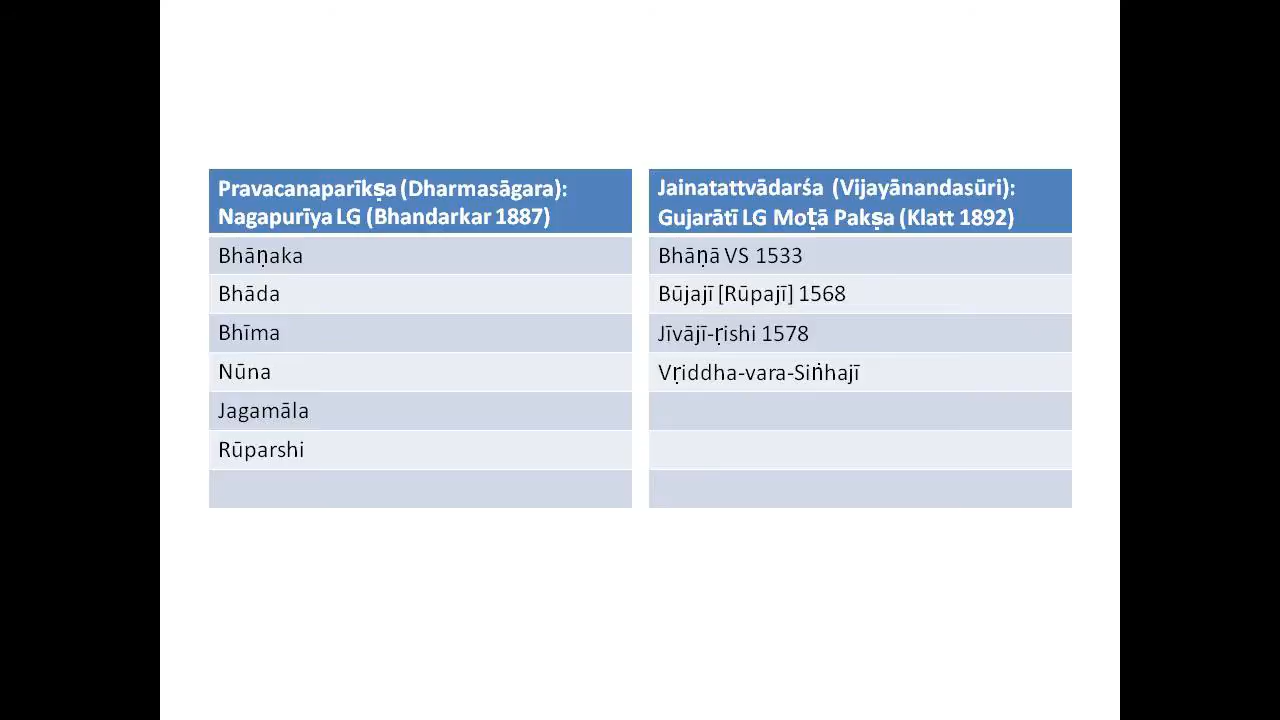 Pravacanaparīkṣa (Dharmasāgara):
Nagapurīya LG (Bhandarkar 1887)
Bhāṇaka
Bhāda
Bhīma
Nūna
Jagamāla
Rūparshi
Jainatattvādarśa (Vijayānandasūri):
Gujarātī LG Moṭā Pakṣa (Klatt 1892)
Bhāṇā VS 1533
Būjajī [Rūpajī] 1568
Jīvājī-ṛishi 1578
Vṛiddha-vara-Siṅhajī